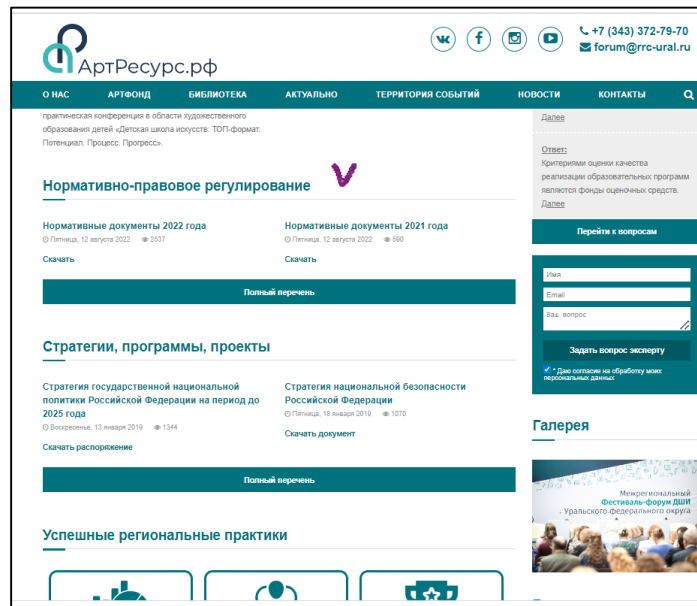 АртРесурс.рф
+7 (343) 372-79-70
forum@rrc-ural.ru
О НАС АРТФОНД БИБЛИОТЕКА АКТУАЛЬНО ТЕРРИТОРИЯ СОБЫТИЙ НОВОСТИ КОНТАКТЫ
практическая конференция в области художественного
образования детей «Детская школа искусств: ТОП-формат.
Потенциал. Процесс. Прогресс».
Нормативно-правовое регулирование V
Нормативные документы 2022 года
Пятница, 12 августа 2022 2537
Скачать
Нормативные документы 2021 года
Пятница, 12 августа 2022 590
Скачать
Полный перечень
Стратегии, программы, проекты
Стратегия государственной национальной
политики Российской Федерации на период до
2025 года
Воскресенье, 13 января 2019 1344
Скачать распоряжение
Стратегия национальной безопасности
Российской Федерации
Пятница, 18 января 2019 1070
Скачать документ
Полный перечень
Успешные региональные практики
Далее
Ответ:
Критериями оценки качества
реализации образовательных программ
являются фонды оценочных средств.
Далее
Перейти к вопросам
Имя
Email
Ваш вопрос
Задать вопрос эксперту
* Даю согласие на обработку моих
персональных данных
Галерея
Межрегиональный
Фестиваль-форум ДШИ
Уральского федерального округа